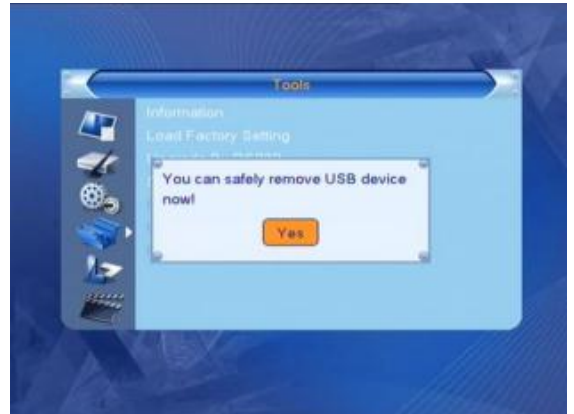 Tools
Information
Load Factory Setting
You can safely remove USB device
now!
Yes